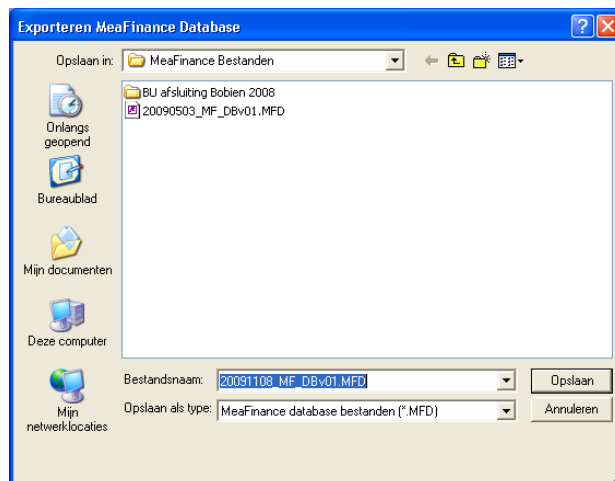 Exporteren MeaFinance Database
Opslaan in:
MeaFinance Bestanden
BU afsluiting Bobien 2008
20090503_MF_DBv01.MFD
Onlangs
geopend
Bureaublad
Mijn documenten
Deze computer
Mijn
netwerklocaties
Bestandsnaam:
20091108_MF_DBv01.MFD
Opslaan
Opslaan als type:
MeaFinance database bestanden (*.MFD)
Annuleren